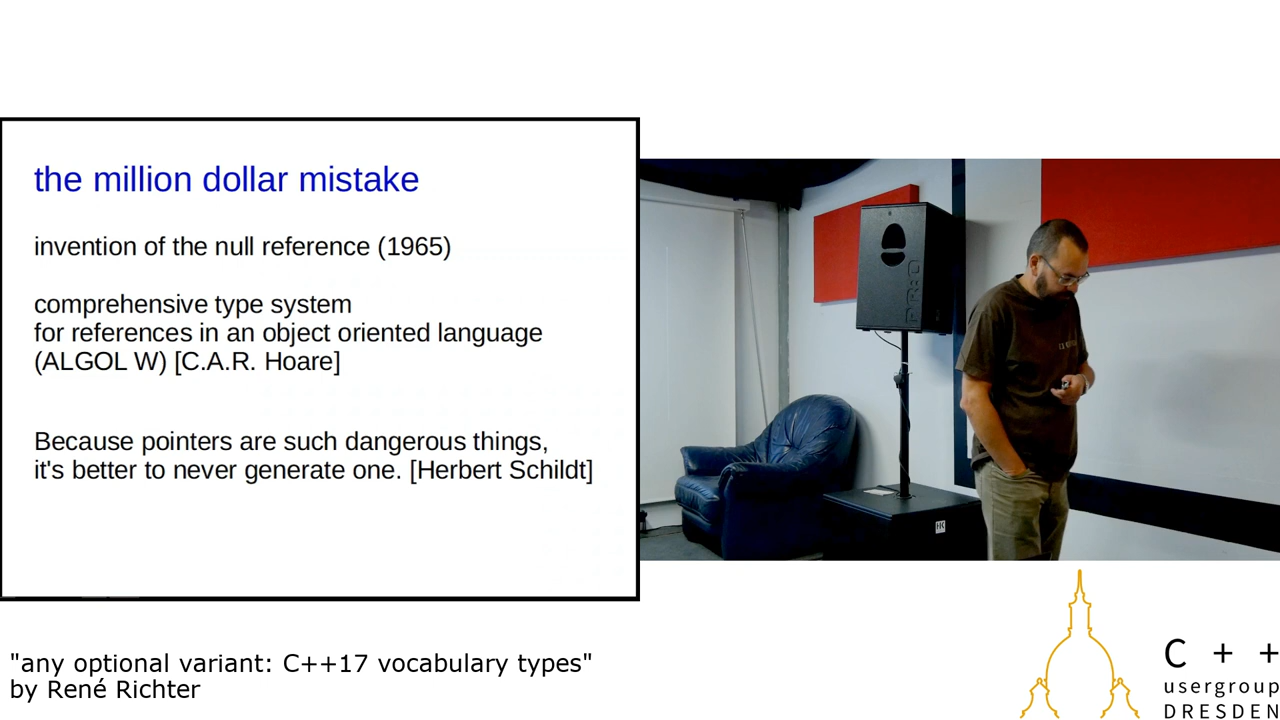 the million dollar mistake
invention of the null reference (1965)
comprehensive type system
for references in an object oriented language
(ALGOL W) [C.A.R. Hoare]
Because pointers are such dangerous things,
it's better to never generate one. [Herbert Schildt]
"any optional variant: C++17 vocabulary types"
by René Richter
C + +
usergroup
DRESDEN